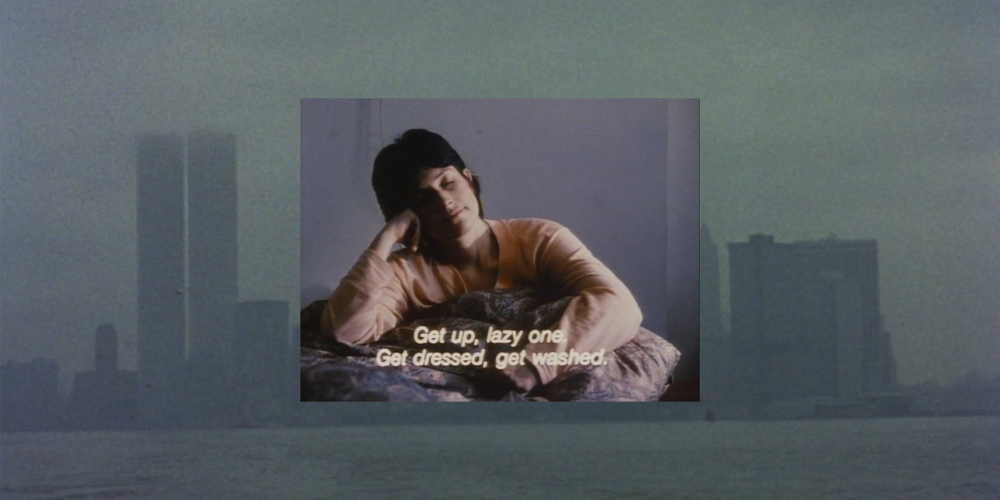 Get up, lazy one.
Get dressed, get washed.